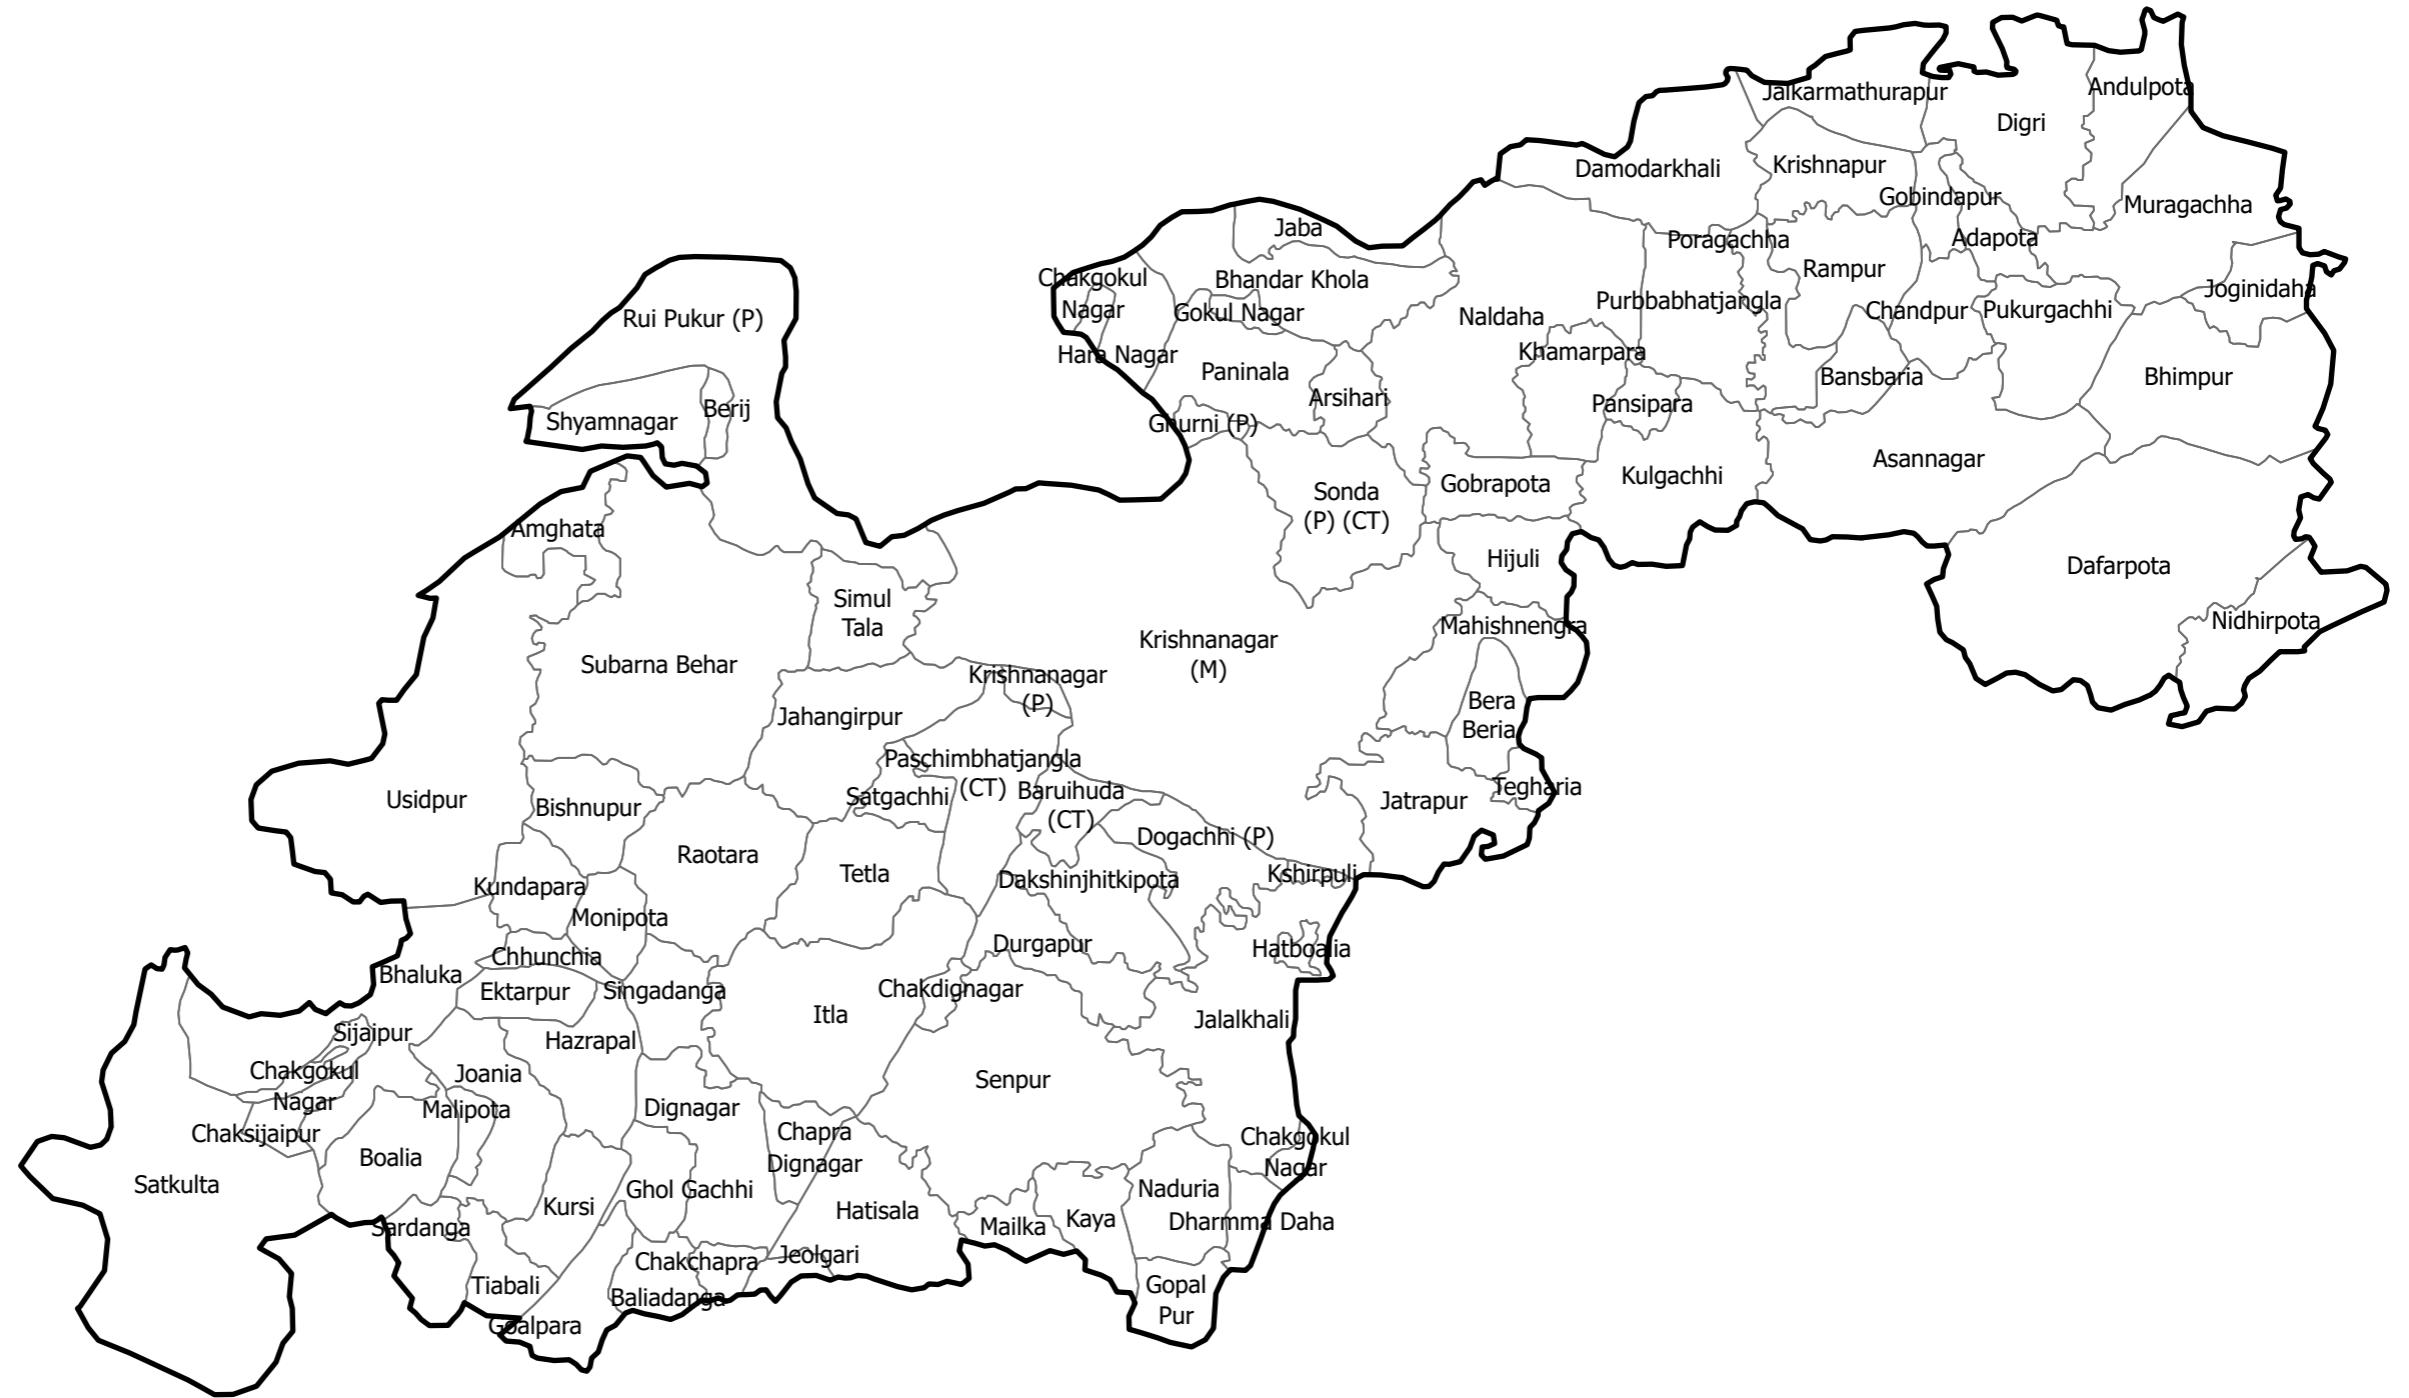 Jalkarmathurapur
Andulpota
Digri
Damodarkhali
Krishnapur
Gobindapur
Muragachha
Jaba
Poragachha
Adapota
Rampur
Chakgokul
Nagar
Bhandar Khola
Gokul Nagar
Naldaha
Purbbabhatjangla
Chandpur
Pukurgachhi
Joginidaha
Rui Pukur (P)
Hara Nagar
Paninala
Khamarpara
Arsihari
Pansipara
Bansbaria
Bhimpur
Shyamnagar
Berij
Ghurni (P)
Sonda
(P) (CT)
Gobrapota
Kulgachhi
Asannagar
Amghata
Hijuli
Dafarpota
Simul
Tala
Nidhirpota
Krishnanagar
(M)
Mahishnengra
Subarna Behar
Krishnanagar
(P)
Jahangirpur
Bera
Beria
Paschimbhatjangla
(CT)
Usidpur
Bishnupur
Satgachhi
Baruihuda
(CT)
Jatrapur
Tegharia
Dogachhi (P)
Raotara
Tetla
Kundapara
Dakshinjhitkipota
Kshirpuli
Monipota
Durgapur
Hatboalia
Chhunchia
Bhaluka
Ektarpur
Singadanga
Chakdignagar
Itla
Jalalkhali
Sijaipur
Hazrapal
Chakgokul
Nagar
Joania
Senpur
Malipota
Dignagar
Chaksijaipur
Chapra
Dignagar
Chakgokul
Nagar
Boalia
Satkulta
Ghol Gachhi
Kursi
Hatisala
Naduria
Sardanga
Mailka
Kaya
Dharmma Daha
Chakchapra
Jeolgari
Tiabali
Baliadanga
Gopal
Pur
Goalpara